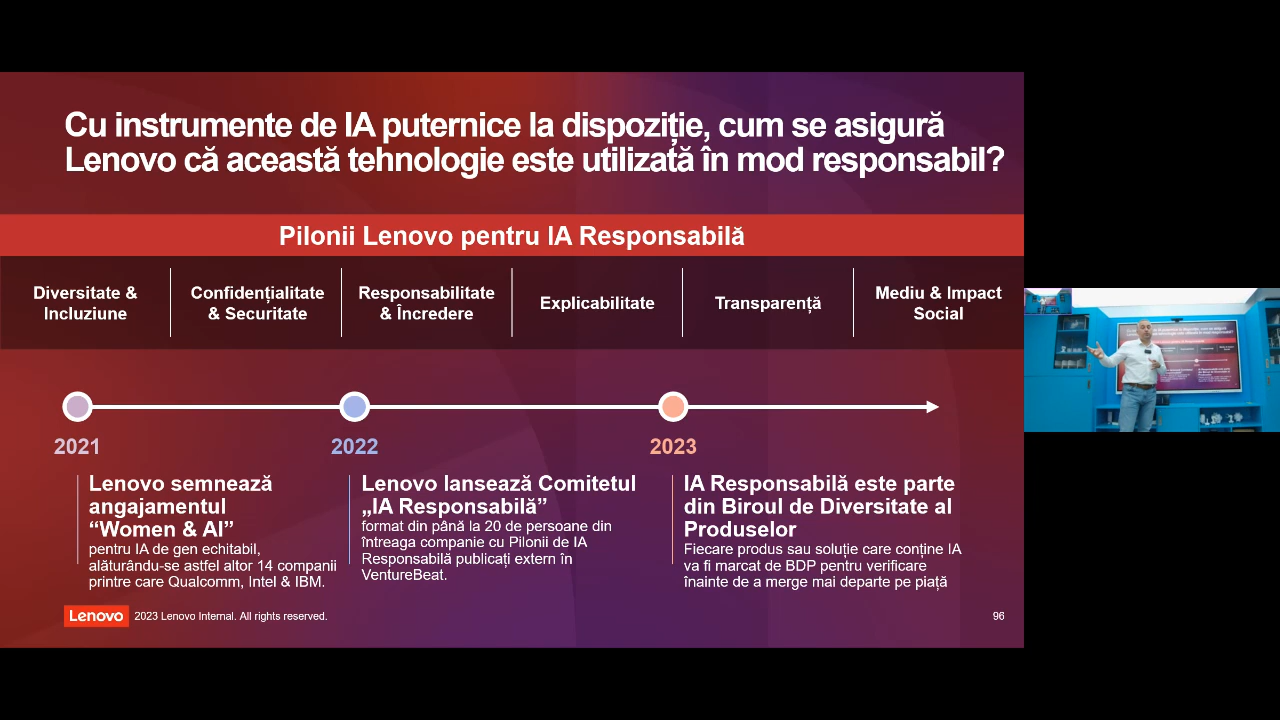 Cu instrumente de IA puternice la dispoziție, cum se asigură
Lenovo că această tehnologie este utilizată în mod responsabil?
Pilonii Lenovo pentru IA Responsabilă
Diversitate &
Incluziune
Confidențialitate
& Securitate
Responsabilitate
& Încredere
Explicabilitate
Transparență
Mediu & Impact
Social
2021
Lenovo semnează
angajamentul
“Women & AI”
pentru IA de gen echitabil,
alăturându-se astfel altor 14 companii
printre care Qualcomm, Intel & IBM.
2022
Lenovo lansează Comitetul
„IA Responsabilă”
format din până la 20 de persoane din
întreaga companie cu Pilonii de IA
Responsabilă publicați extern în
VentureBeat.
2023
IA Responsabilă este parte
din Biroul de Diversitate al
Produselor
Fiecare produs sau soluție care conține IA
va fi marcat de BDP pentru verificare
înainte de a merge mai departe pe piață
Lenovo 2023 Lenovo Internal. All rights reserved.
96